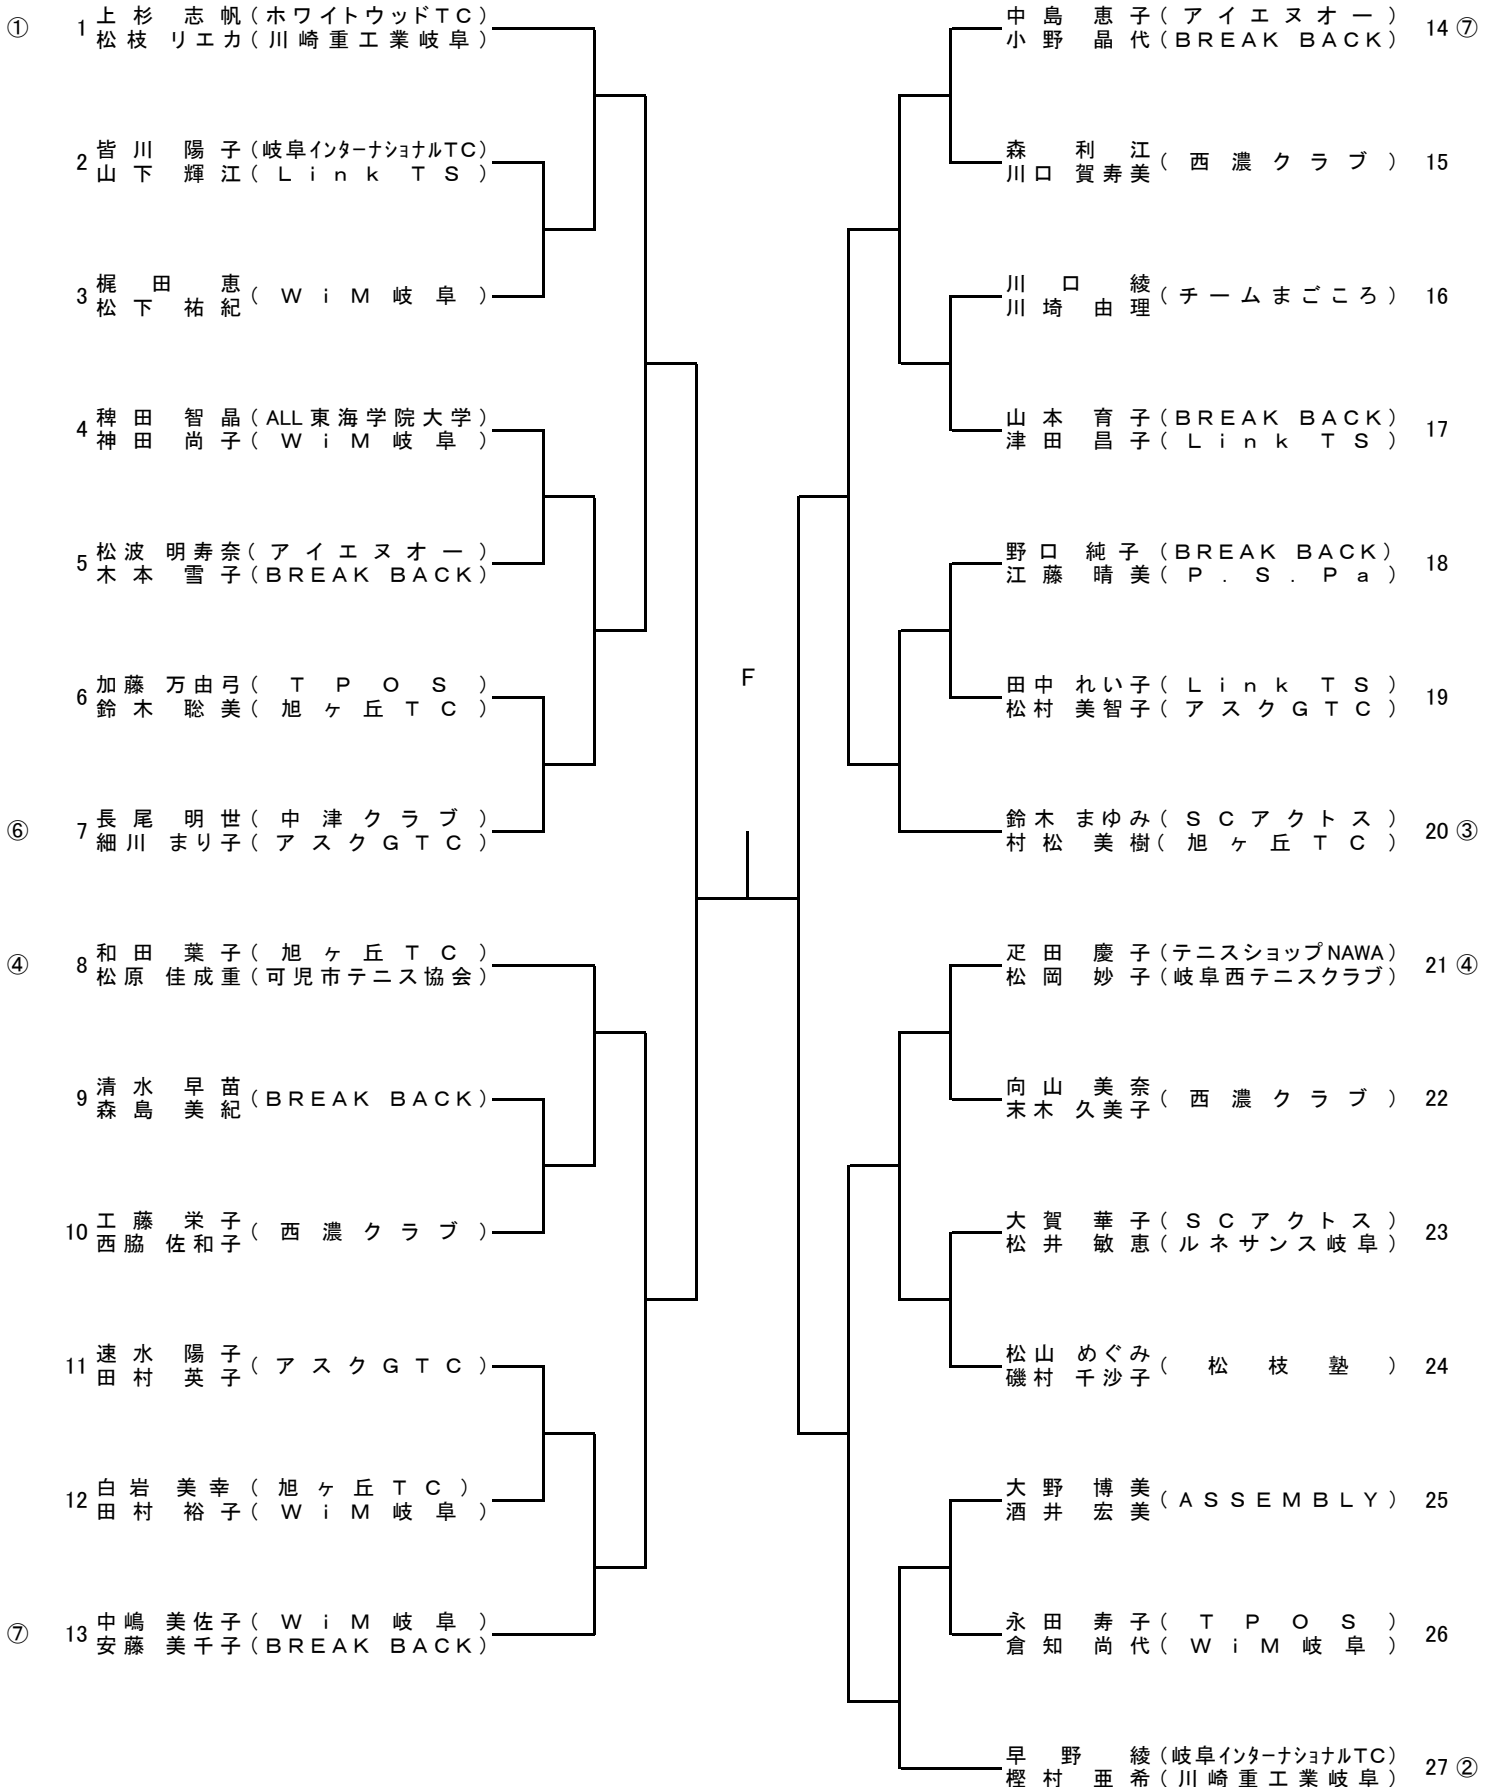 ① 1 上杉 志帆(ホワイトウッドTC)
松枝 リエカ(川崎重工業岐阜)
2 皆川 陽子(岐阜インターナショナルTC)
山下 輝江(Link TS)
3 梶田 恵(WiM岐阜)
松下 祐紀
4 稗田 智晶(ALL東海学院大学)
神田 尚子(WiM岐阜)
5 松波 明寿奈(アイエヌオー)
木本 雪子(BREAK BACK)
6 加藤 万由弓(TPOS)
鈴木 聡美(旭ヶ丘TC)
⑥ 7 長尾 明世(中津クラブ)
細川 まり子(アスクGTC)
④ 8 和田 葉子(旭ヶ丘TC)
松原 佳成重(可児市テニス協会)
9 清水 早苗(BREAK BACK)
森島 美紀
10 工藤 栄子(西濃クラブ)
西脇 佐和子
11 速水 陽子(アスクGTC)
田村 英子
12 白岩 美幸(旭ヶ丘TC)
田村 裕子(WiM岐阜)
⑦ 13 中嶋 美佐子(WiM岐阜)
安藤 美千子(BREAK BACK)
F
中島 恵子(アイエヌオー) 14 ⑦
小野 晶代(BREAK BACK)
森 利江(西濃クラブ) 15
川口 賀寿美
川口 綾(チームまごころ) 16
川埼 由理
山本 育子(BREAK BACK) 17
津田 昌子(Link TS)
野口 純子(BREAK BACK) 18
江藤 晴美(P.S.Pa)
田中 れい子(Link TS) 19
松村 美智子(アスクGTC)
鈴木 まゆみ(SCアクトス) 20 ③
村松 美樹(旭ヶ丘TC)
疋田 慶子(テニスショップNAWA) 21 ④
松岡 妙子(岐阜西テニスクラブ)
向山 美奈(西濃クラブ) 22
末木 久美子
大賀 華子(SCアクトス) 23
松井 敏恵(ルネサンス岐阜)
松山 めぐみ(松枝塾) 24
磯村 千沙子
大野 博美(ASSEMBLY) 25
酒井 宏美
永田 寿子(TPOS) 26
倉知 尚代(WiM岐阜)
早野 綾(岐阜インターナショナルTC) 27 ②
樫村 亜希(川崎重工業岐阜)